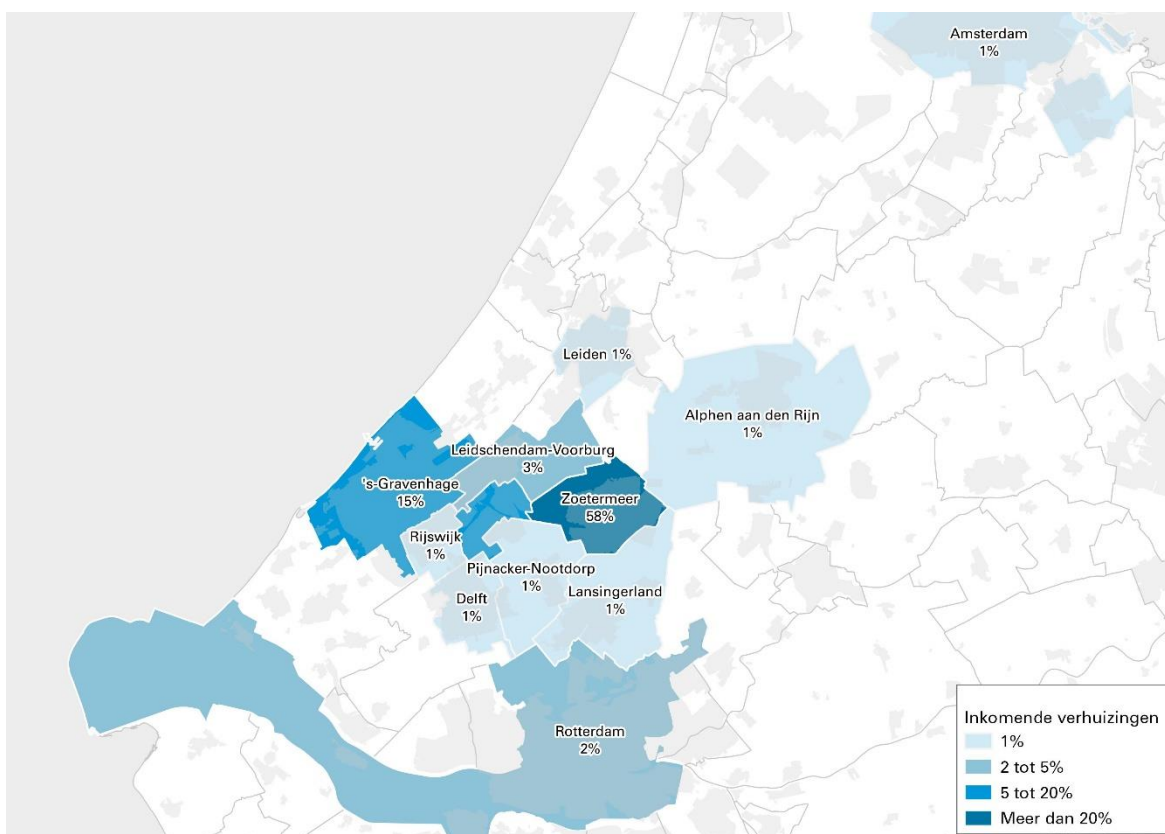 Amsterdam
1%
Leiden 1%
Alphen aan den Rijn
1%
Leidschendam-Voorburg
3%
's-Gravenhage
15%
Zoetermeer
58%
Rijswijk
1%
Pijnacker-Nootdorp
1%
Delft
1%
Lansingerland
1%
Rotterdam
2%
Inkomende verhuizingen
1%
2 tot 5%
5 tot 20%
Meer dan 20%